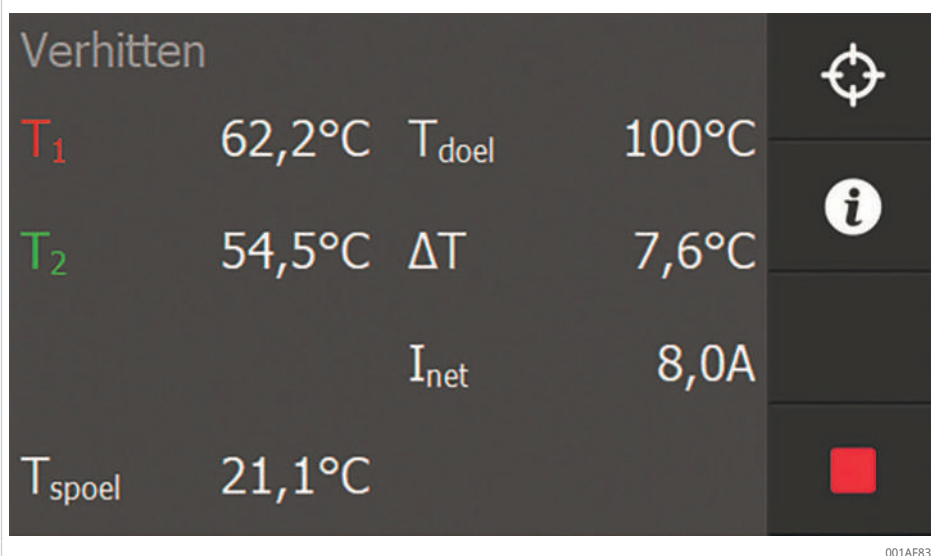 Verhitten
T1 62,2°C Tdoel 100°C
T2 54,5°C ΔT 7,6°C
Inet 8,0A
Tspoel 21,1°C
001AF83